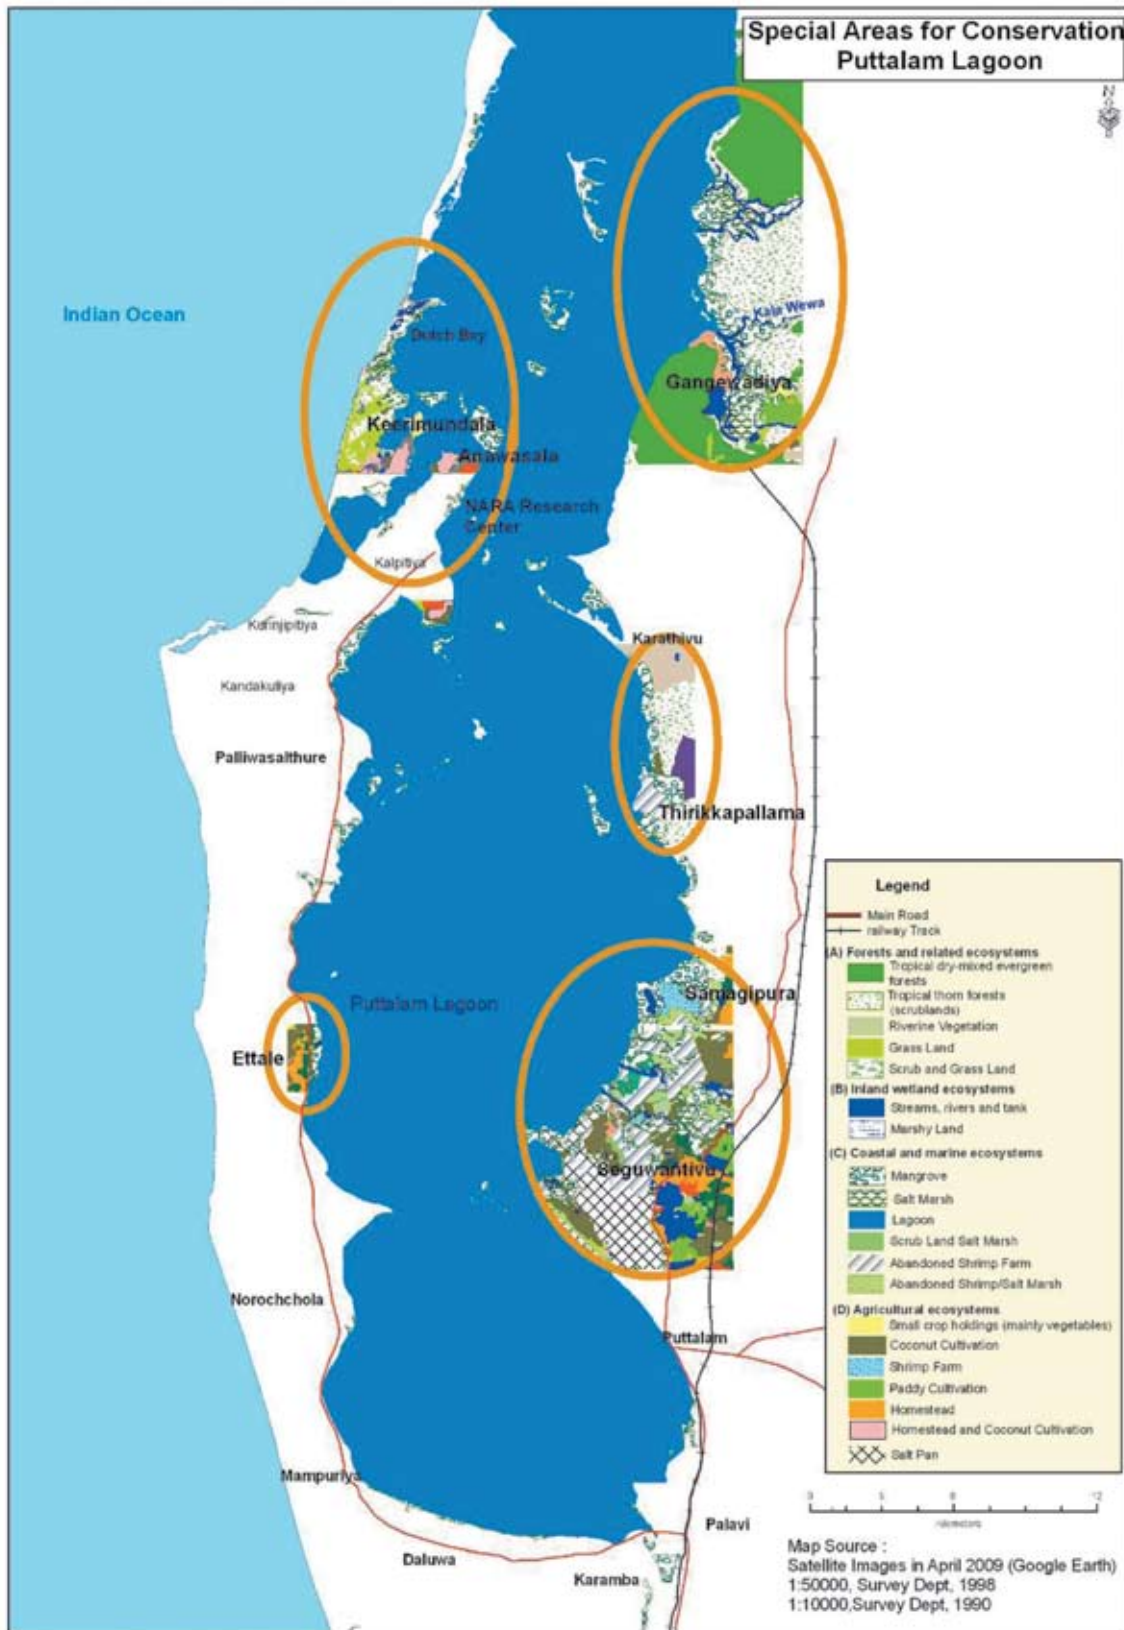 Special Areas for Conservation
Puttalam Lagoon
N
Indian Ocean
Kala Wewa
Dutch Bay
Gangewadiya
Keerimundala
Anawasala
NARA Research
Center
Kalpitiya
Kurinjipitiya
Karathivu
Kandakuliya
Palliwasalthure
Thirikkapallama
Legend
Main Road
railway Track
(A) Forests and related ecosystems
Tropical dry-mixed evergreen
forests
Tropical thorn forests
(scrublands)
Riverine Vegetation
Grass Land
Scrub and Grass Land
(B) Inland wetland ecosystems
Streams, rivers and tank
Marshy Land
(C) Coastal and marine ecosystems
Mangrove
Salt Marsh
Lagoon
Scrub Land Salt Marsh
Abandoned Shrimp Farm
Abandoned Shrimp/Salt Marsh
(D) Agricultural ecosystems
Small crop holdings (mainly vegetables)
Coconut Cultivation
Shrimp Farm
Paddy Cultivation
Homestead
Homestead and Coconut Cultivation
Salt Pan
Samagipura
Puttalam Lagoon
Ettale
Seguwantivu
Norochchola
Puttalam
Mampuriya
Palavi
Daluwa
Karamba
12
Kilometers
Map Source :
Satellite Images in April 2009 (Google Earth)
1:50000, Survey Dept, 1998
1:10000,Survey Dept, 1990